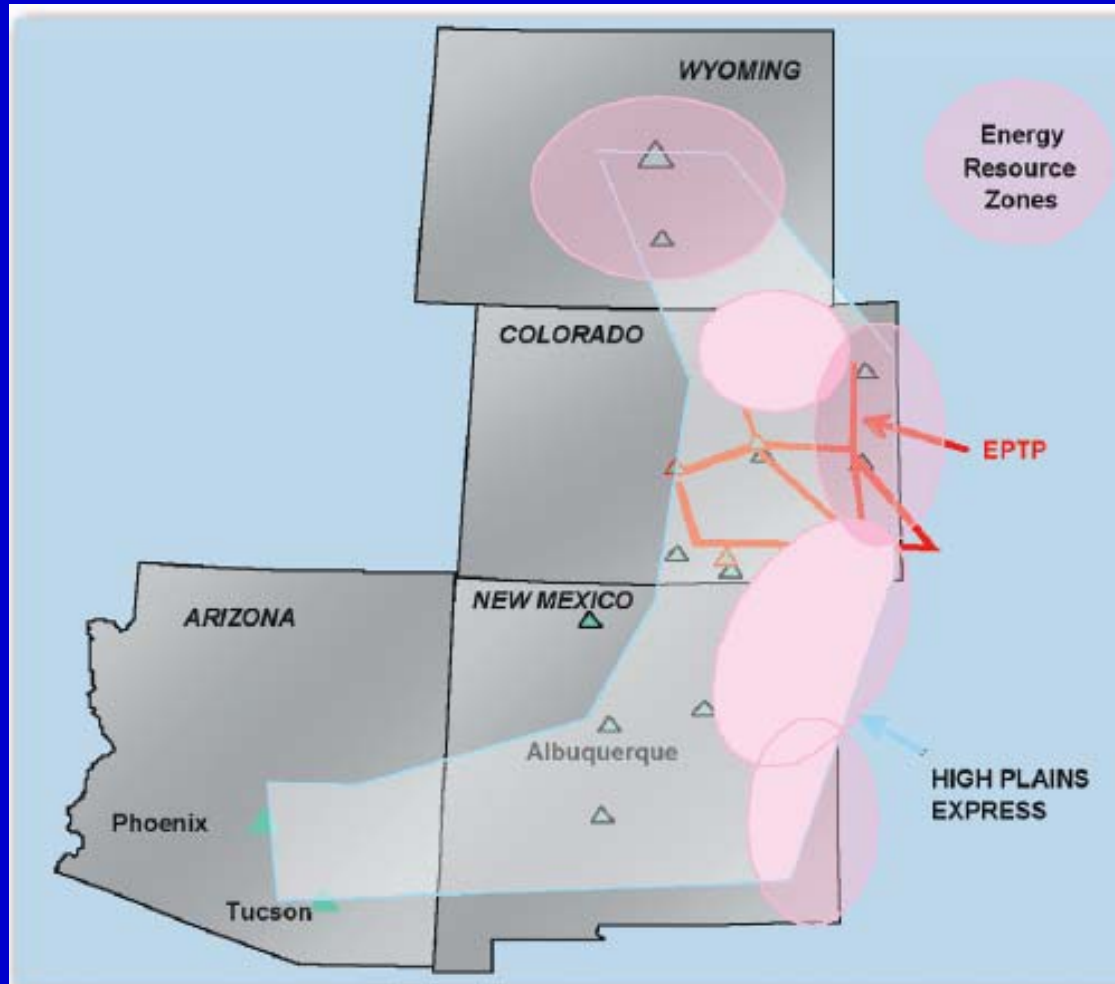 WYOMING
Energy
Resource
Zones
COLORADO
EPTP
ARIZONA
NEW MEXICO
Albuquerque
HIGH PLAINS
EXPRESS
Phoenix
Tucson